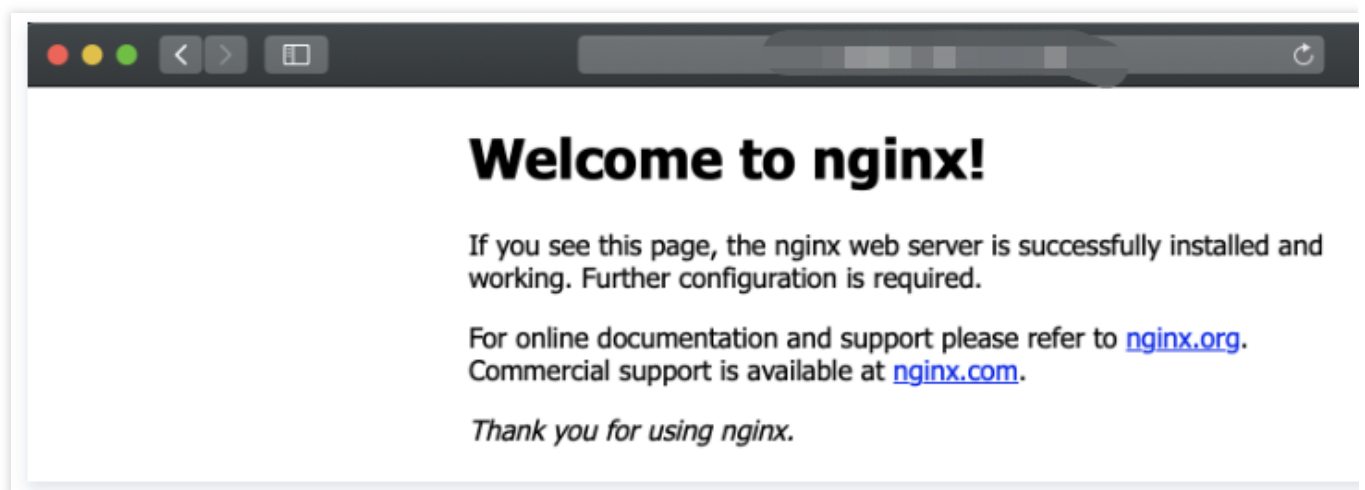 Welcome to nginx!
If you see this page, the nginx web server is successfully installed and
working. Further configuration is required.
For online documentation and support please refer to nginx.org.
Commercial support is available at nginx.com.
Thank you for using nginx.